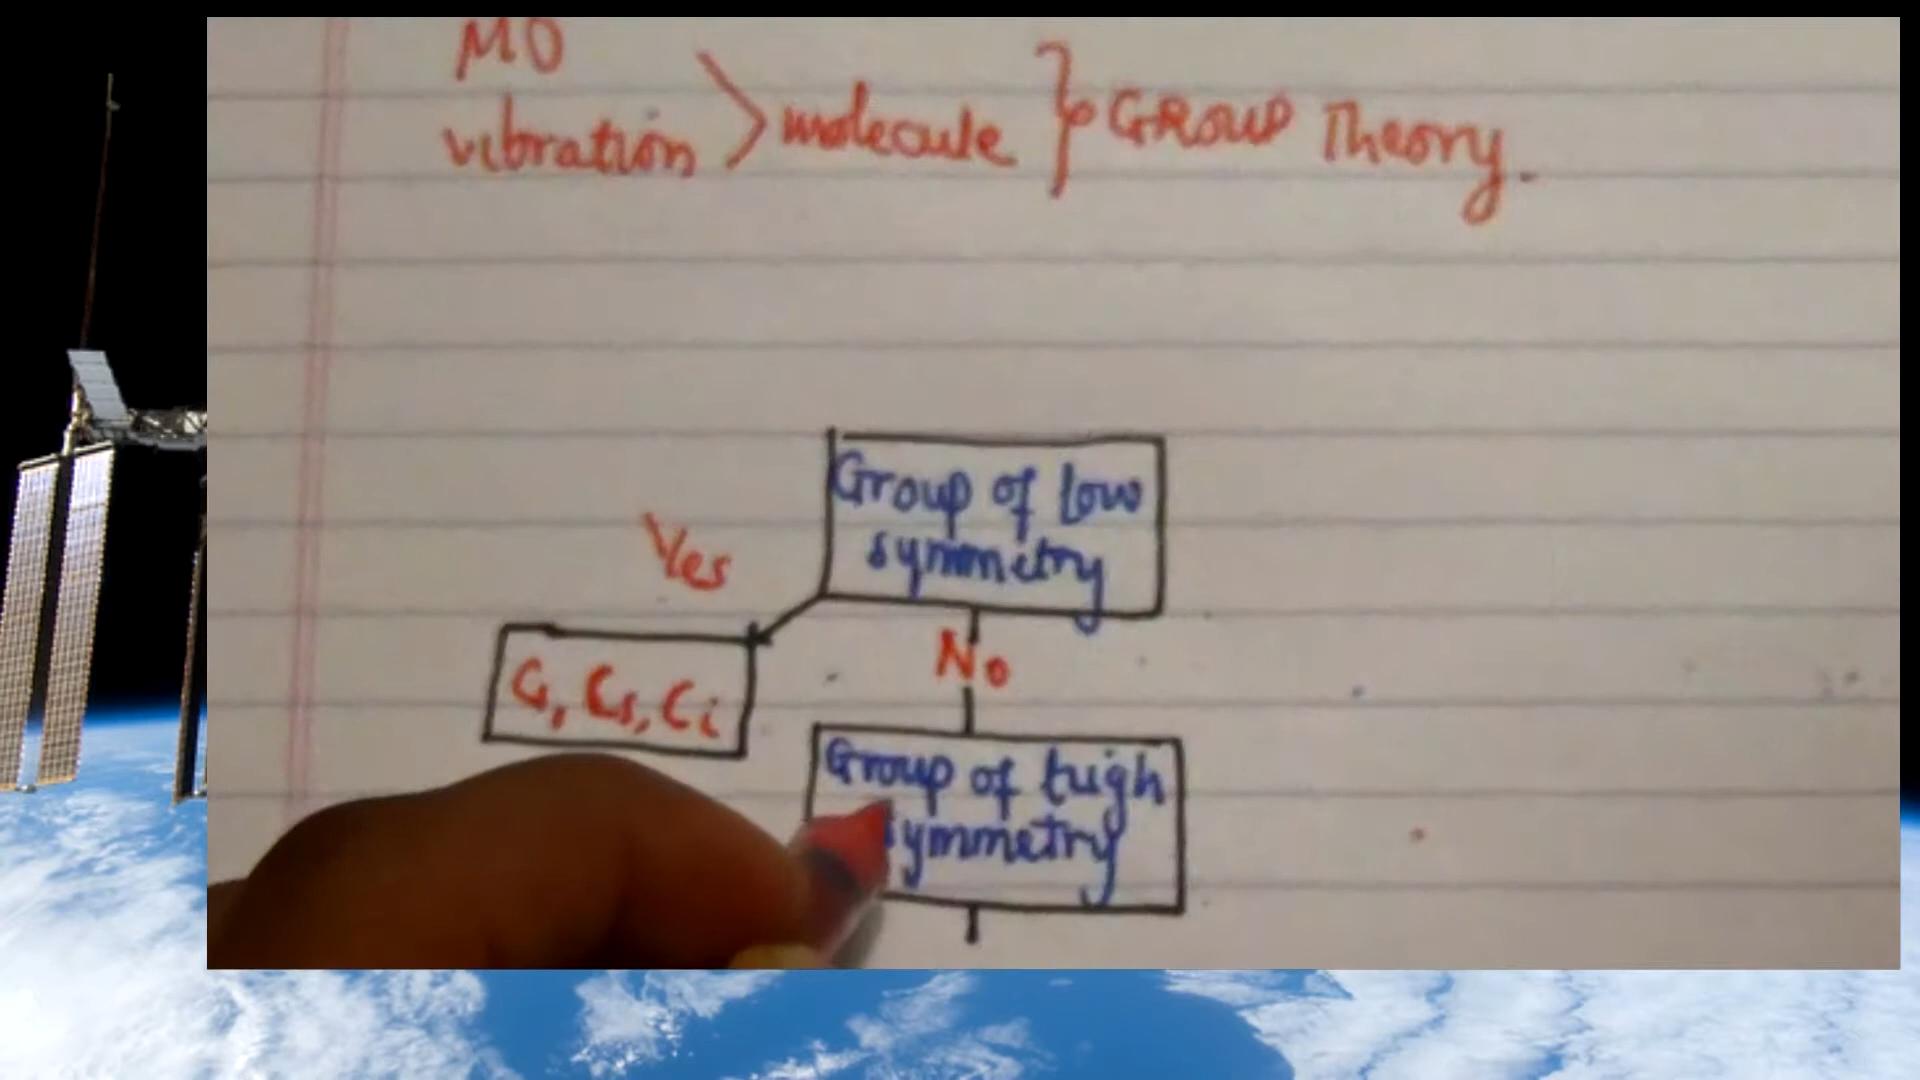 MO
vibration > molecule } GROUP Theory.
Group of low
symmetry
Yes
No
C1, Cs, Ci
Group of high
symmetry